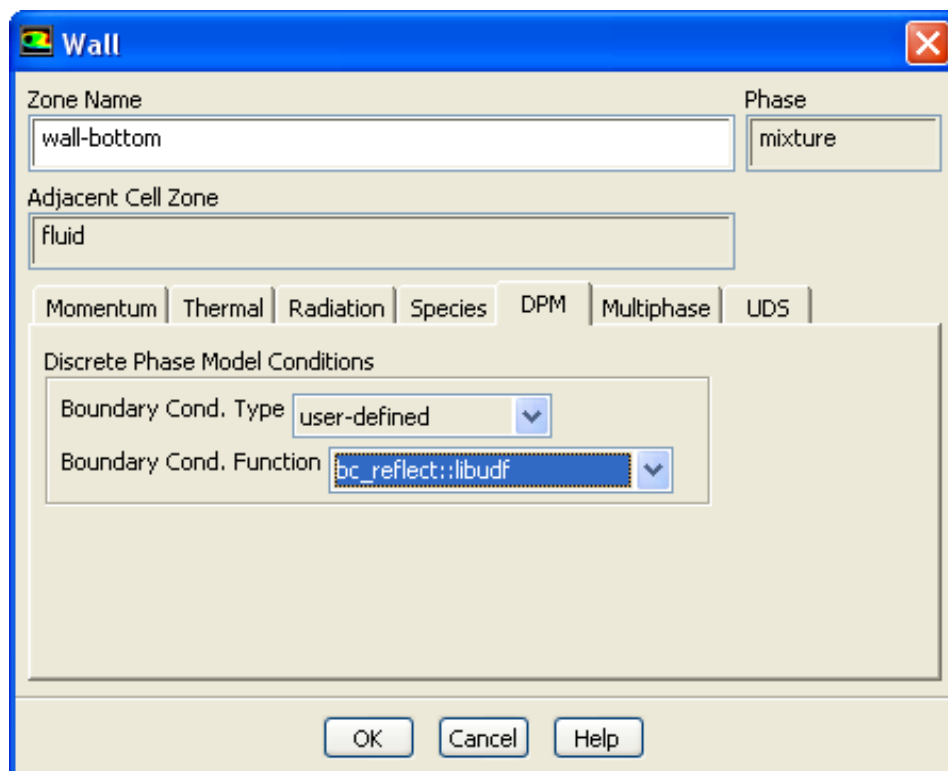 Wall
Zone Name
Phase
wall-bottom
mixture
Adjacent Cell Zone
fluid
Momentum Thermal Radiation Species DPM Multiphase UDS
Discrete Phase Model Conditions
Boundary Cond. Type user-defined
Boundary Cond. Function bc_reflect::libudf
OK Cancel Help